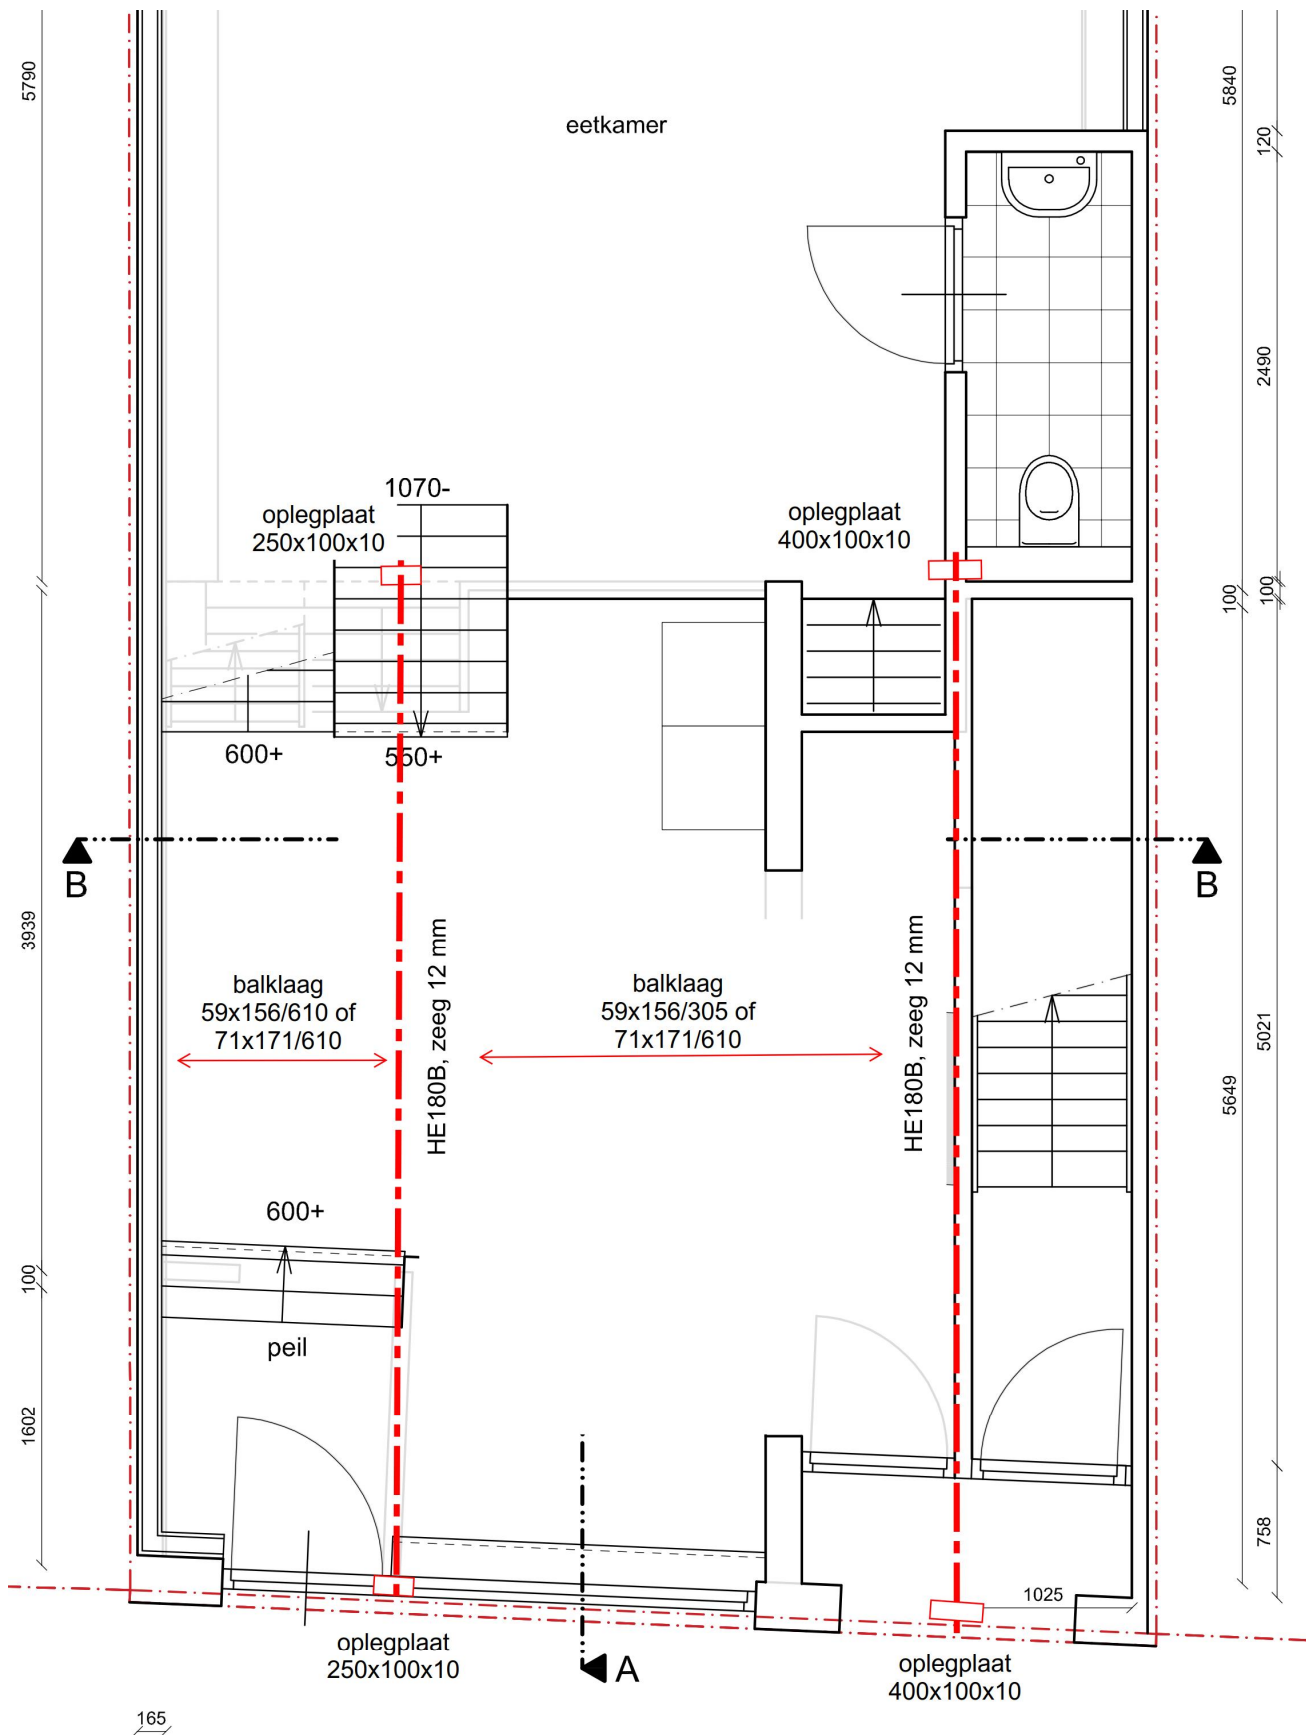 5790
5840
120
eetkamer
2490
1070-
oplegplaat
250x100x10
oplegplaat
400x100x10
100
100
600+
550+
B
B
3939
HE180B, zeeg 12 mm
HE180B, zeeg 12 mm
balklaag
59x156/610 of
71x171/610
balklaag
59x156/305 of
71x171/610
5021
5649
600+
100
peil
1602
758
1025
A
oplegplaat
250x100x10
oplegplaat
400x100x10
165